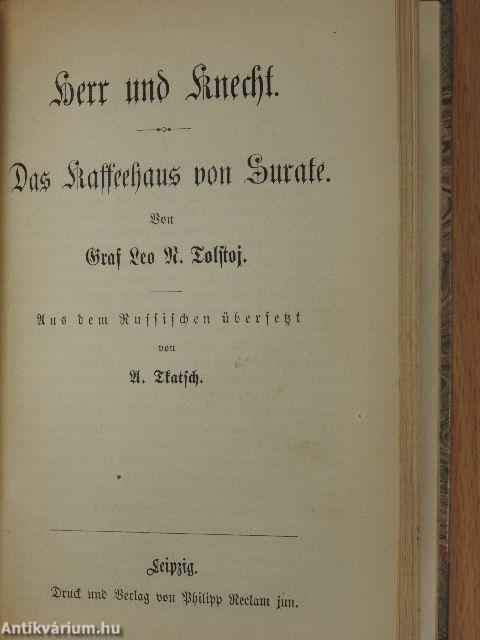 Herr und Knecht.
Das Kaffeehaus von Surate.
Von
Graf Leo N. Tolstoj.
Aus dem Russischen übersetzt
von
A. Tkatsch.
Leipzig.
Druck und Verlag von Philipp Reclam jun.
Antikvárium.hu